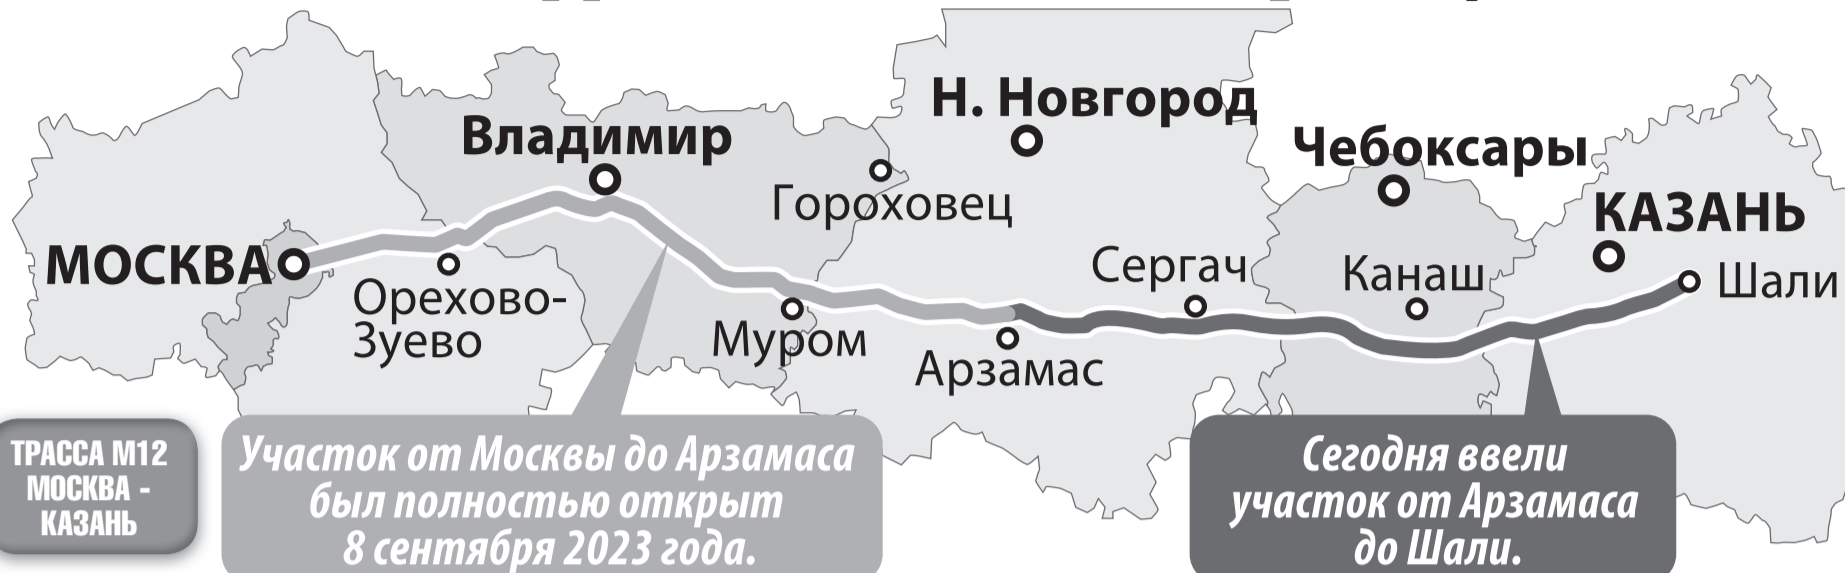 Н. Новгород
Владимир
Чебоксары
Гороховец
КАЗАНЬ
МОСКВА
Сергач
Канаш
Шали
Орехово-
Зуево
Муром
Арзамас
ТРАССА М12
МОСКВА -
КАЗАНЬ
Участок от Москвы до Арзамаса
был полностью открыт
8 сентября 2023 года.
Сегодня ввели
участок от Арзамаса
до Шали.